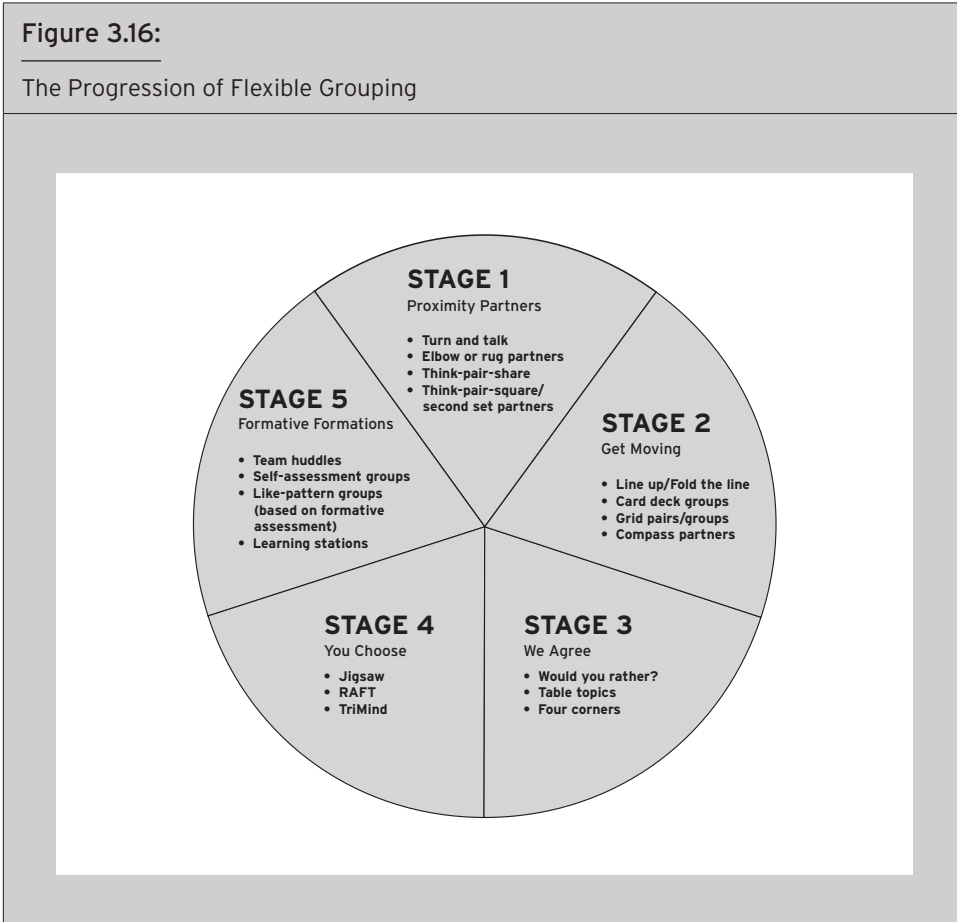 Figure 3.16:
The Progression of Flexible Grouping
STAGE 1
Proximity Partners
• Turn and talk
• Elbow or rug partners
• Think-pair-share
• Think-pair-square/
second set partners
STAGE 2
Get Moving
• Line up/Fold the line
• Card deck groups
• Grid pairs/groups
• Compass partners
STAGE 3
We Agree
• Would you rather?
• Table topics
• Four corners
STAGE 4
You Choose
• Jigsaw
• RAFT
• TriMind
STAGE 5
Formative Formations
• Team huddles
• Self-assessment groups
• Like-pattern groups
(based on formative
assessment)
• Learning stations